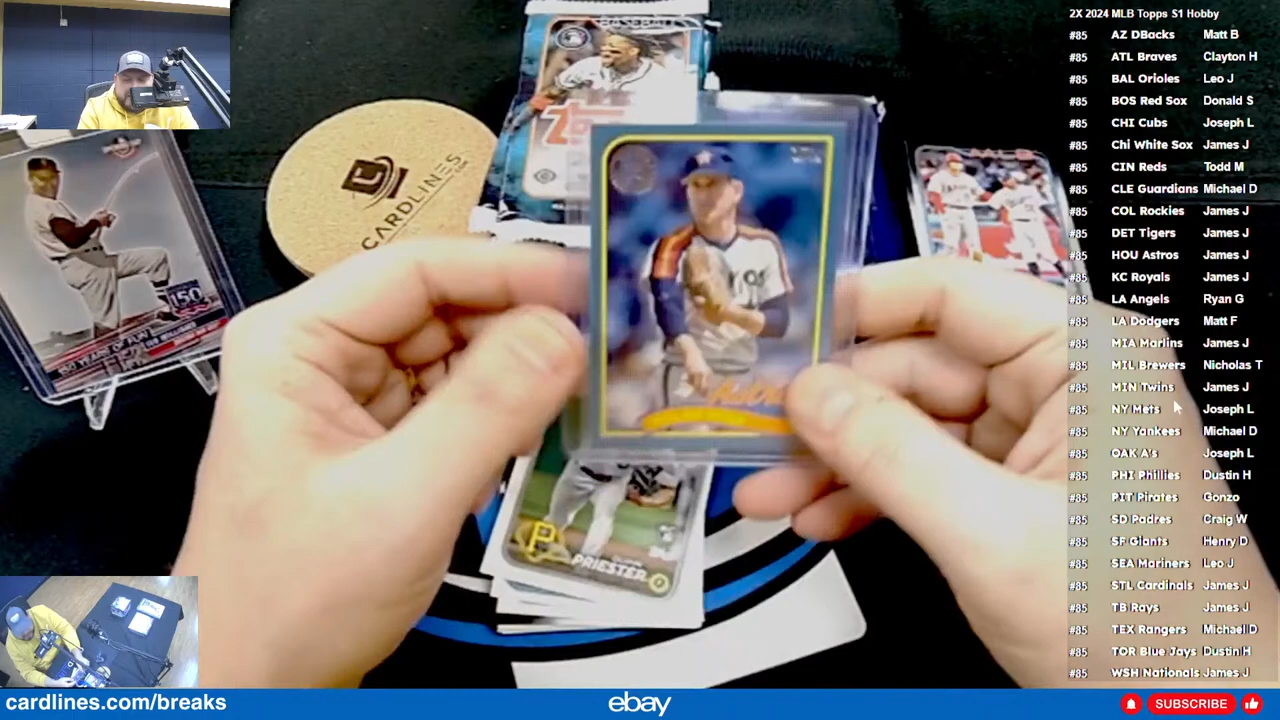 2X 2024 MLB Topps S1 Hobby
#85 AZ DBacks Matt B
#85 ATL Braves Clayton H
#85 BAL Orioles Leo J
#85 BOS Red Sox Donald S
#85 CHI Cubs Joseph L
#85 Chi White Sox James J
#85 CIN Reds Todd M
#85 CLE Guardians Michael D
#85 COL Rockies James J
#85 DET Tigers James J
#85 HOU Astros James J
#85 KC Royals James J
#85 LA Angels Ryan G
#85 LA Dodgers Matt F
#85 MIA Marlins James J
#85 MIL Brewers Nicholas T
#85 MIN Twins James J
#85 NY Mets Joseph L
#85 NY Yankees Michael D
#85 OAK A's Joseph L
#85 PHI Phillies Dustin H
#85 PIT Pirates Gonzo
#85 SD Padres Craig W
#85 SF Giants Henry D
#85 SEA Mariners Leo J
#85 STL Cardinals James J
#85 TB Rays James J
#85 TEX Rangers Michael D
#85 TOR Blue Jays Dustin H
#85 WSH Nationals James J
BASEBALL
CARDLINES
.COM
150
TED WILLIAMS
P
PRIESTER
cardlines.com/breaks
ebay
SUBSCRIBE